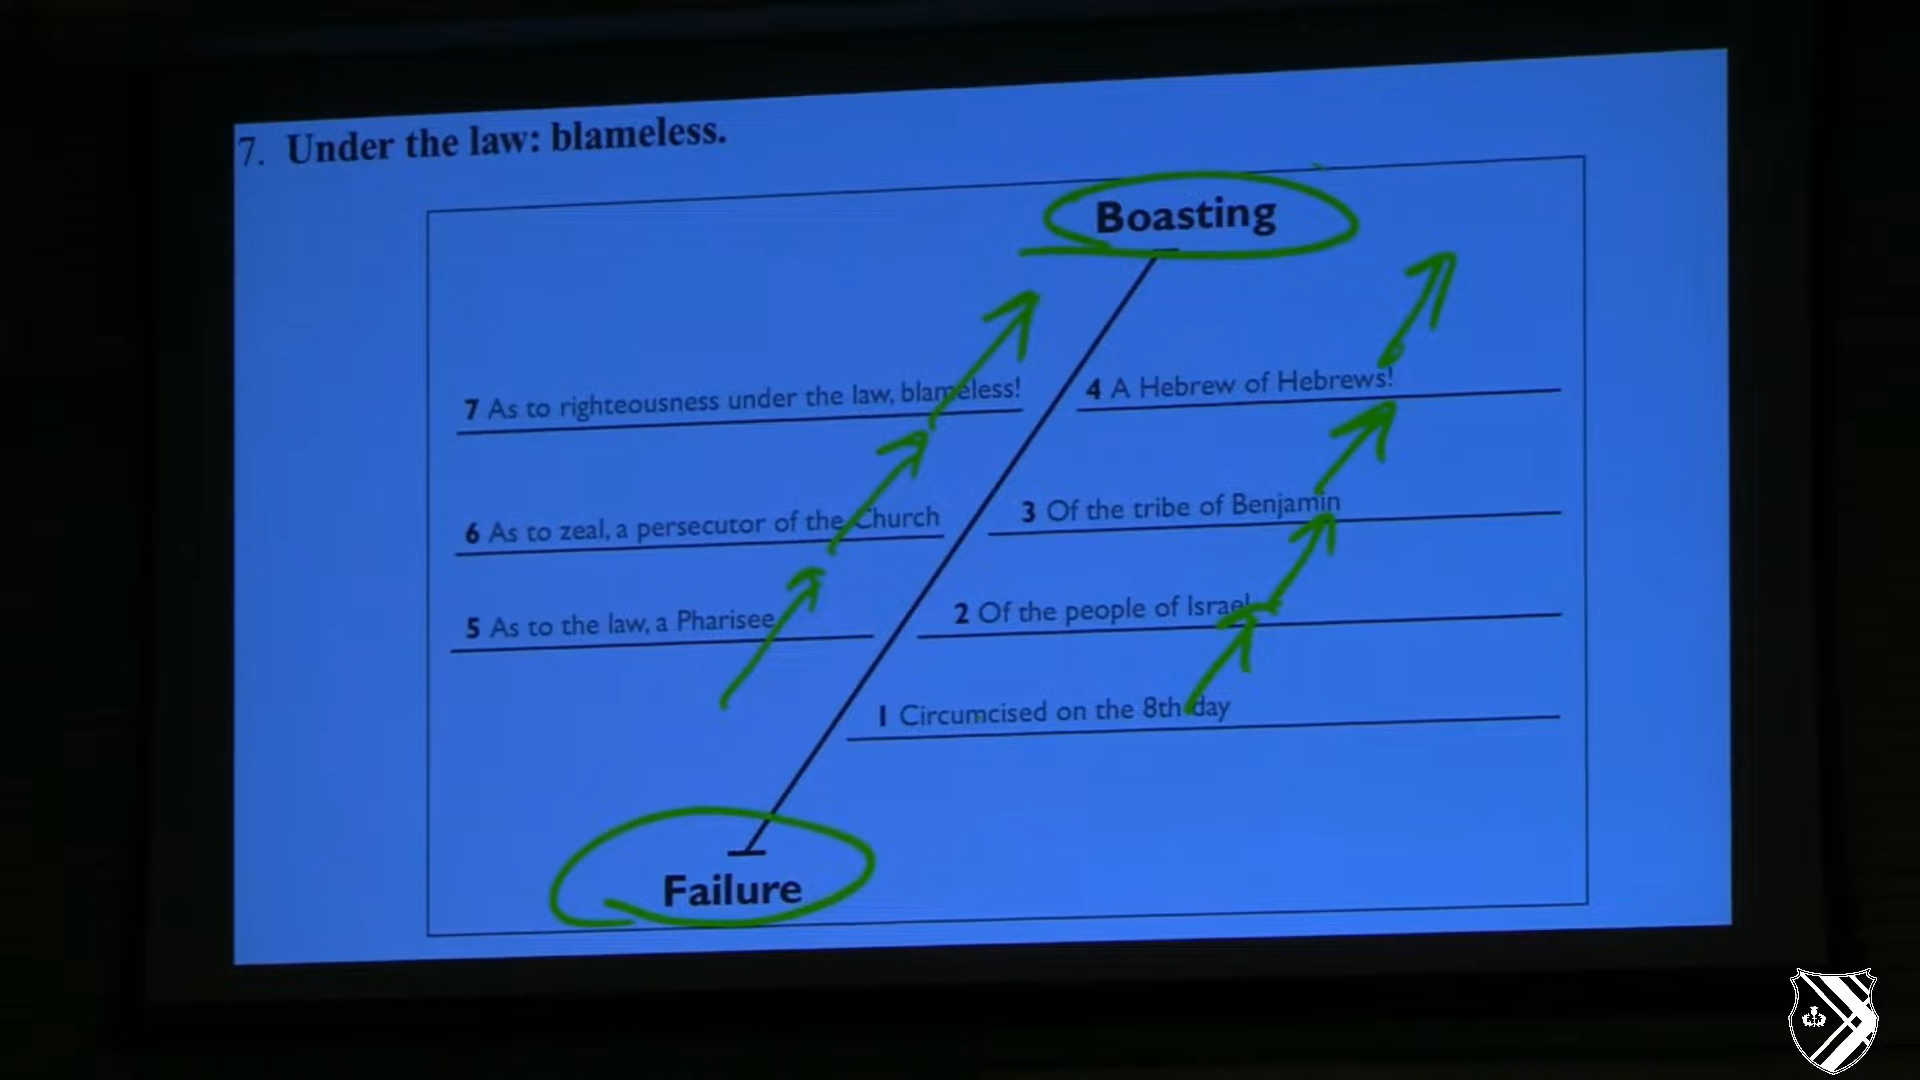 7. Under the law: blameless.
Boasting
7 As to righteousness under the law, blameless!
4 A Hebrew of Hebrews!
6 As to zeal, a persecutor of the Church
3 Of the tribe of Benjamin
5 As to the law, a Pharisee
2 Of the people of Israel
1 Circumcised on the 8th day
Failure